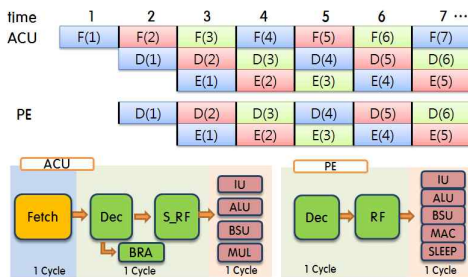 time 1 2 3 4 5 6 7 ...
ACU F(1) F(2) F(3) F(4) F(5) F(6) F(7)
D(1) D(2) D(3) D(4) D(5) D(6)
E(1) E(2) E(3) E(4) E(5)
PE D(1) D(2) D(3) D(4) D(5) D(6)
E(1) E(2) E(3) E(4) E(5)
ACU
Fetch
Dec
S_RF
BRA
IU
ALU
BSU
MUL
1 Cycle 1 Cycle 1 Cycle
PE
Dec
RF
IU
ALU
BSU
MAC
SLEEP
1 Cycle 1 Cycle